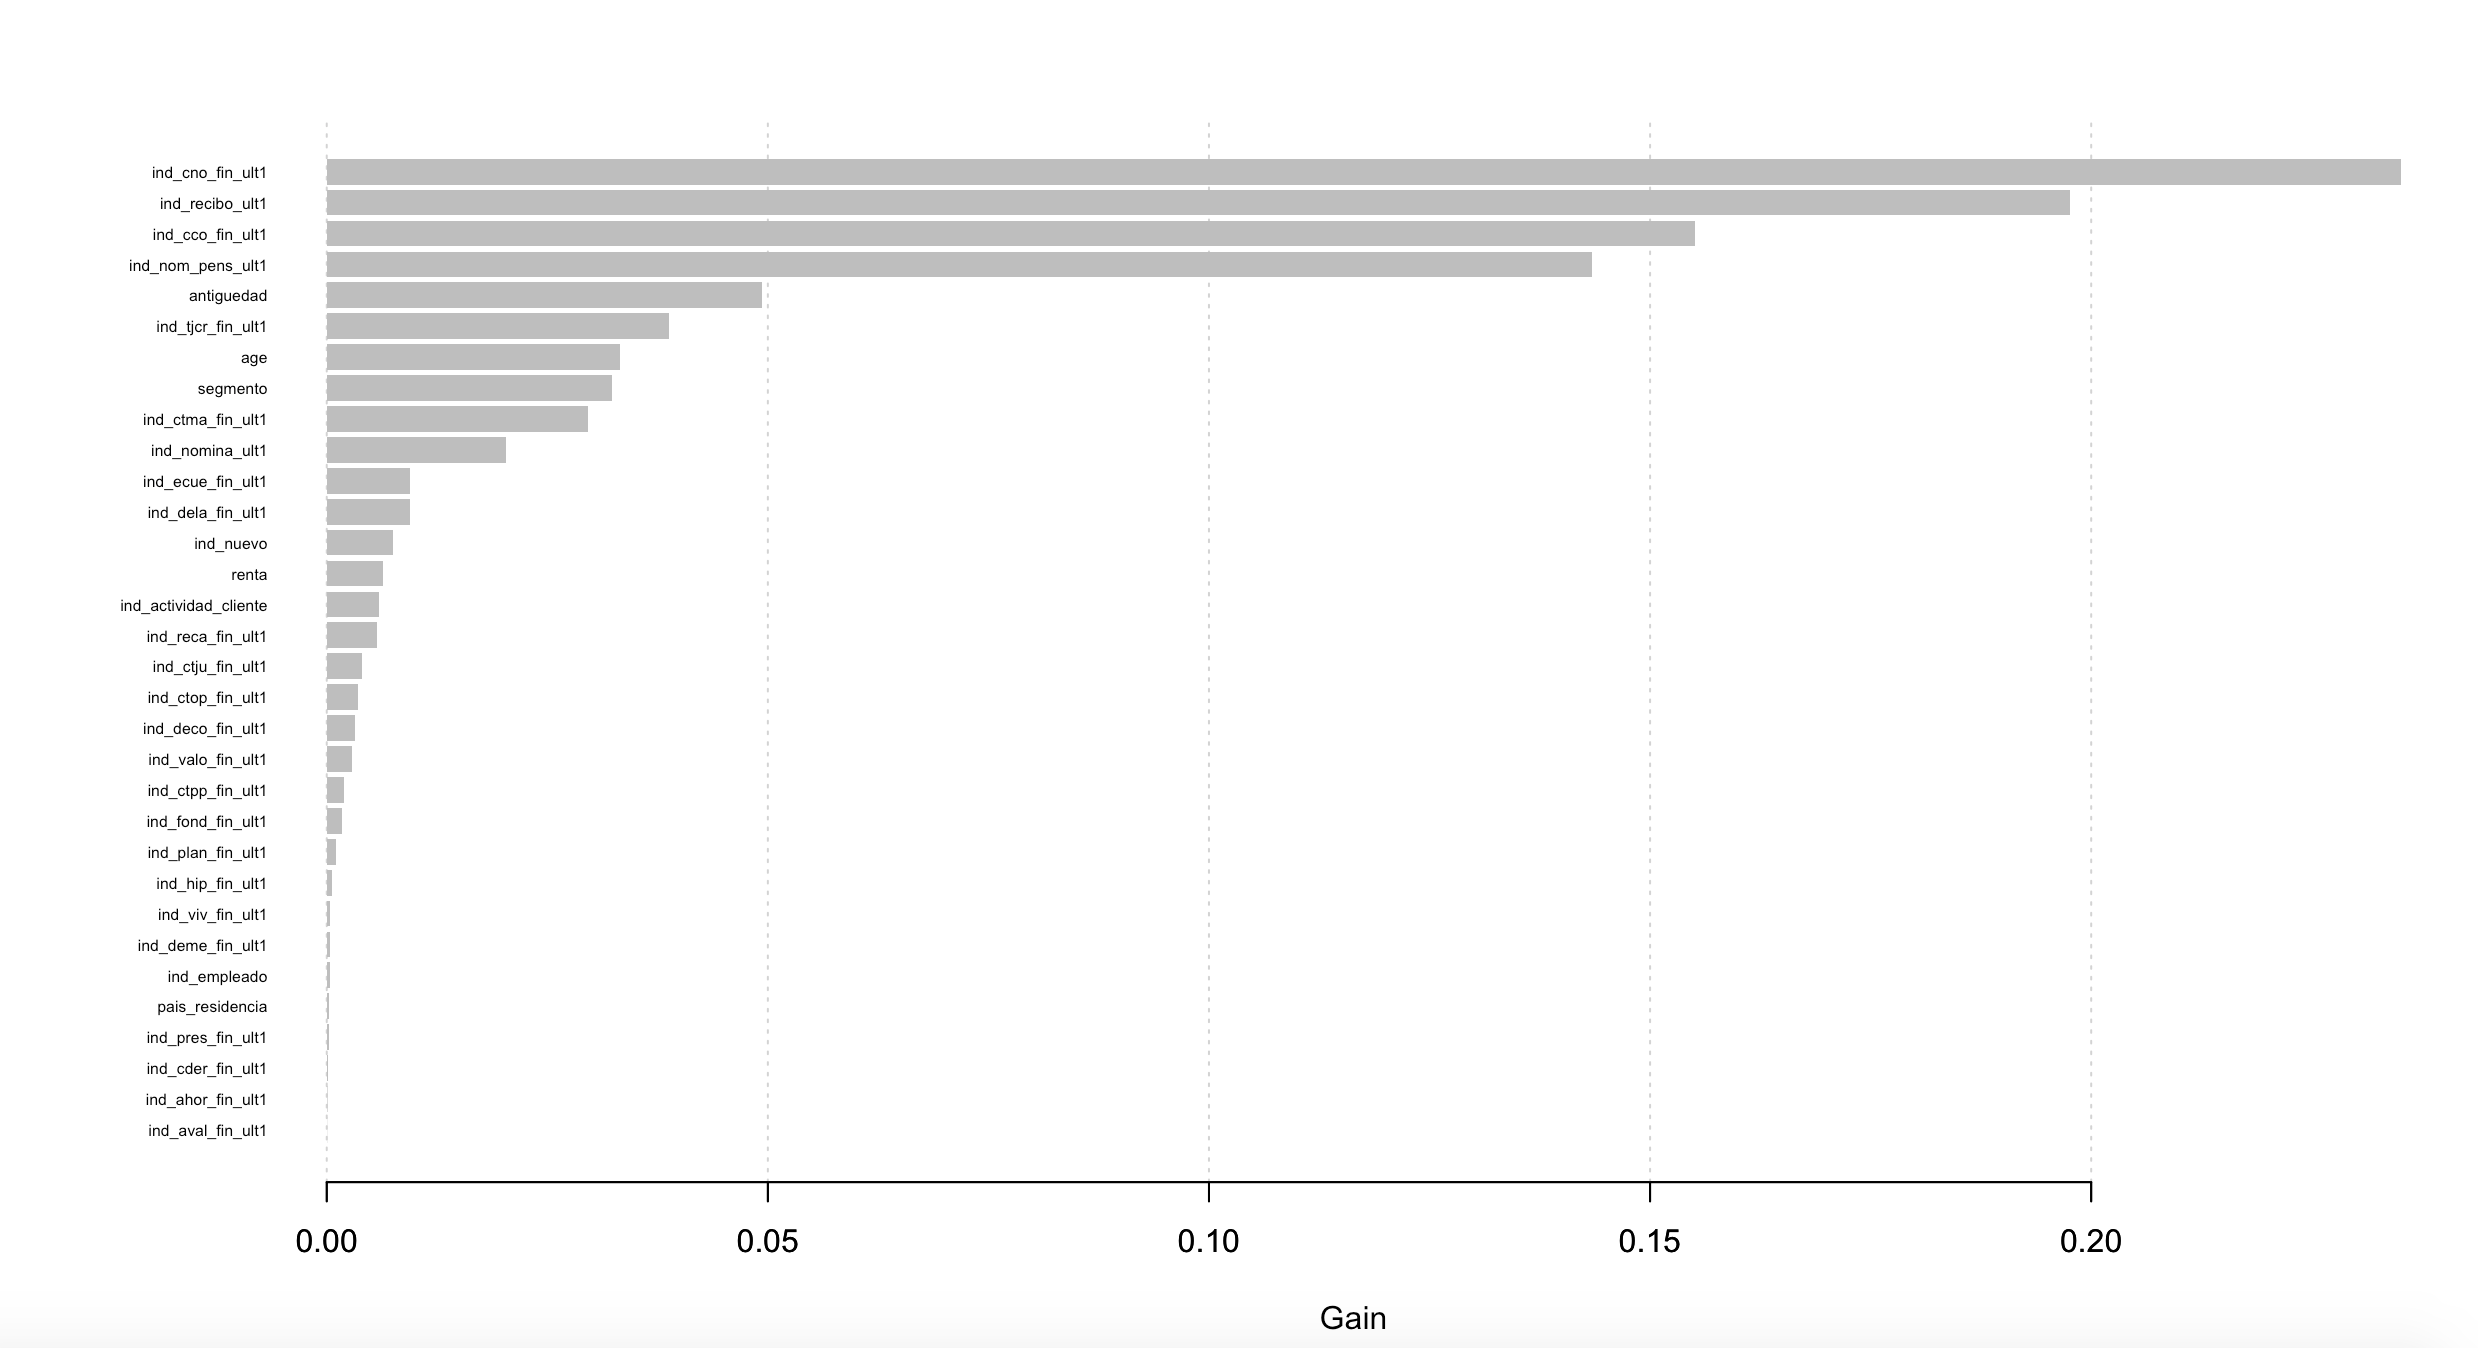 ind_cno_fin_ult1
ind_recibo_ult1
ind_cco_fin_ult1
ind_nom_pens_ult1
antiguedad
ind_tjcr_fin_ult1
age
segmento
ind_ctma_fin_ult1
ind_nomina_ult1
ind_ecue_fin_ult1
ind_dela_fin_ult1
ind_nuevo
renta
ind_actividad_cliente
ind_reca_fin_ult1
ind_ctju_fin_ult1
ind_ctop_fin_ult1
ind_deco_fin_ult1
ind_valo_fin_ult1
ind_ctpp_fin_ult1
ind_fond_fin_ult1
ind_plan_fin_ult1
ind_hip_fin_ult1
ind_viv_fin_ult1
ind_deme_fin_ult1
ind_empleado
pais_residencia
ind_pres_fin_ult1
ind_cder_fin_ult1
ind_ahor_fin_ult1
ind_aval_fin_ult1
0.00 0.05 0.10 0.15 0.20
Gain